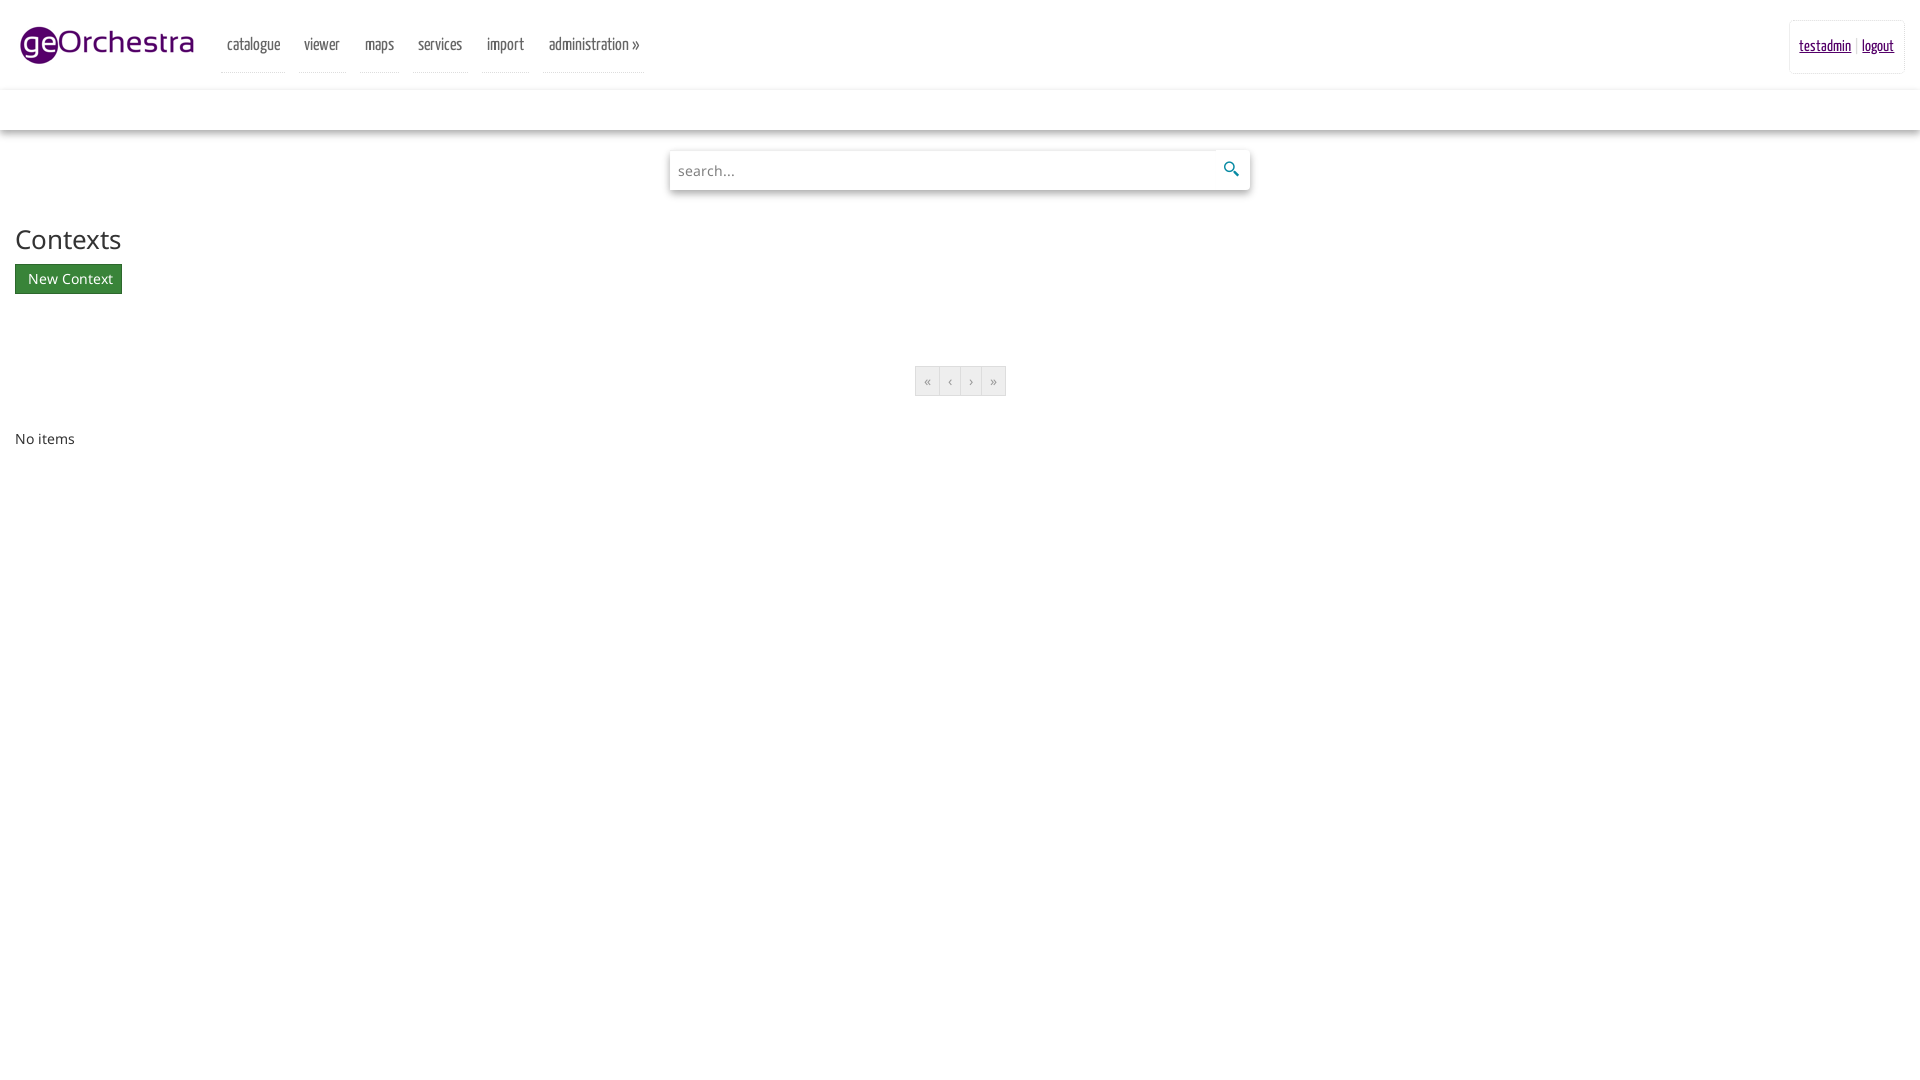 geOrchestra
catalogue viewer maps services import administration »
testadmin logout
search...
Contexts
New Context
« ‹ › »
No items